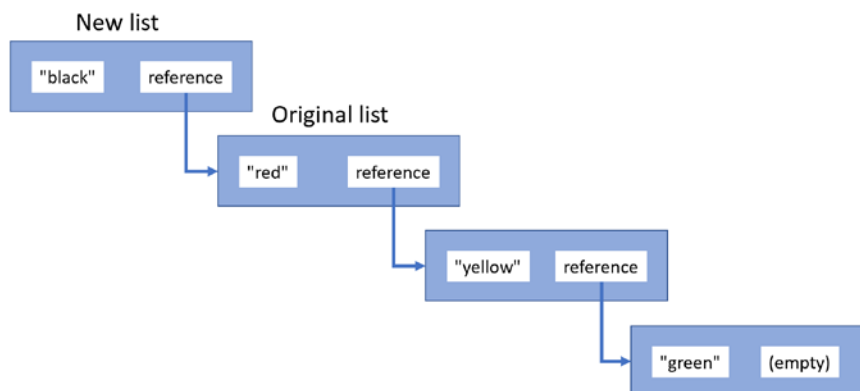 New list
"black" reference
Original list
"red" reference
"yellow" reference
"green" (empty)